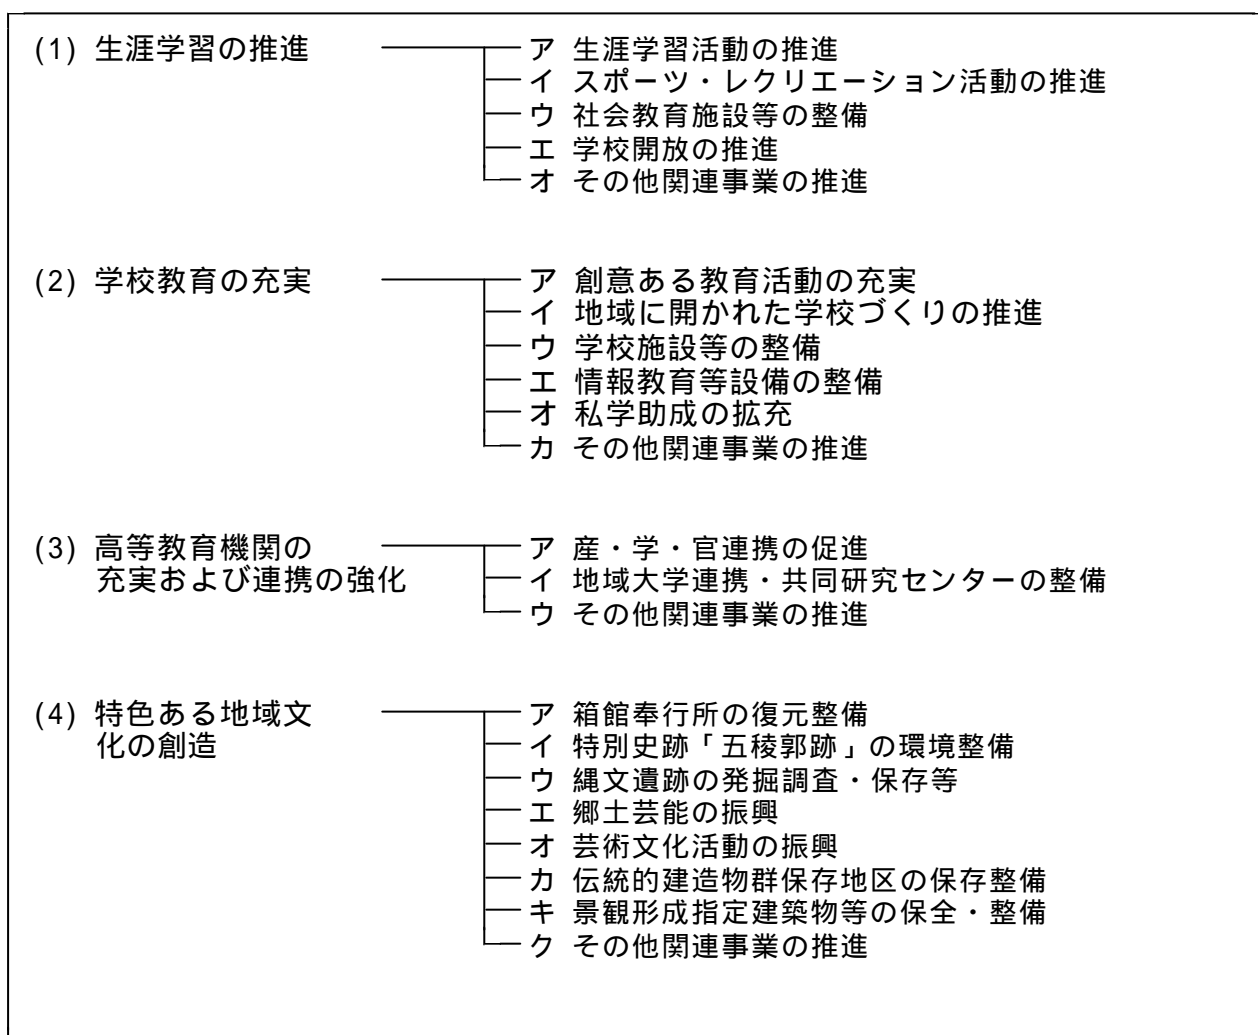 (1) 生涯学習の推進 ア 生涯学習活動の推進
イ スポーツ・レクリエーション活動の推進
ウ 社会教育施設等の整備
エ 学校開放の推進
オ その他関連事業の推進
(2) 学校教育の充実 ア 創意ある教育活動の充実
イ 地域に開かれた学校づくりの推進
ウ 学校施設等の整備
エ 情報教育等設備の整備
オ 私学助成の拡充
カ その他関連事業の推進
(3) 高等教育機関の ア 産・学・官連携の促進
充実および連携の強化 イ 地域大学連携・共同研究センターの整備
ウ その他関連事業の推進
(4) 特色ある地域文 ア 箱館奉行所の復元整備
化の創造 イ 特別史跡「五稜郭跡」の環境整備
ウ 縄文遺跡の発掘調査・保存等
エ 郷土芸能の振興
オ 芸術文化活動の振興
カ 伝統的建造物群保存地区の保存整備
キ 景観形成指定建築物等の保全・整備
ク その他関連事業の推進